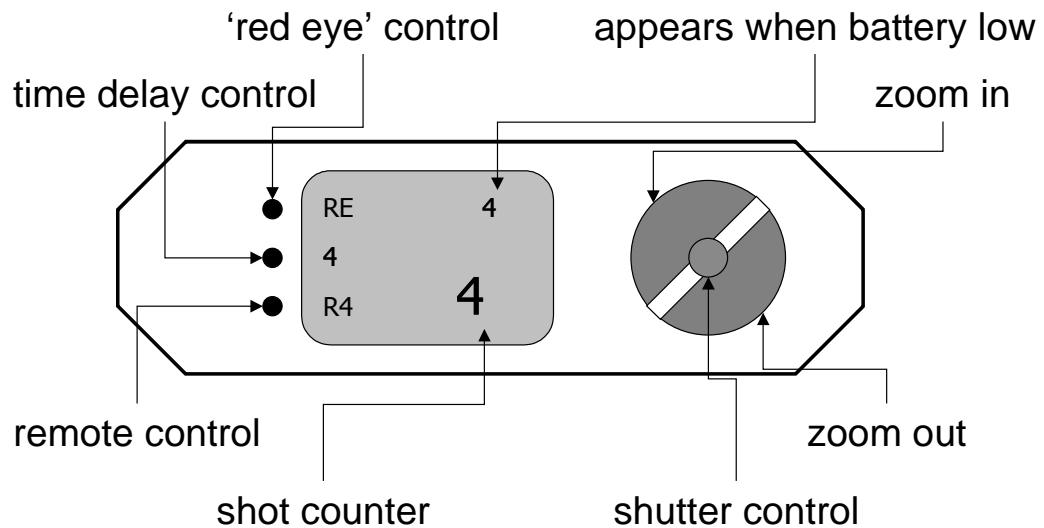 ‘red eye’ control
appears when battery low
time delay control
zoom in
RE
4
4
R4
4
remote control
zoom out
shot counter
shutter control